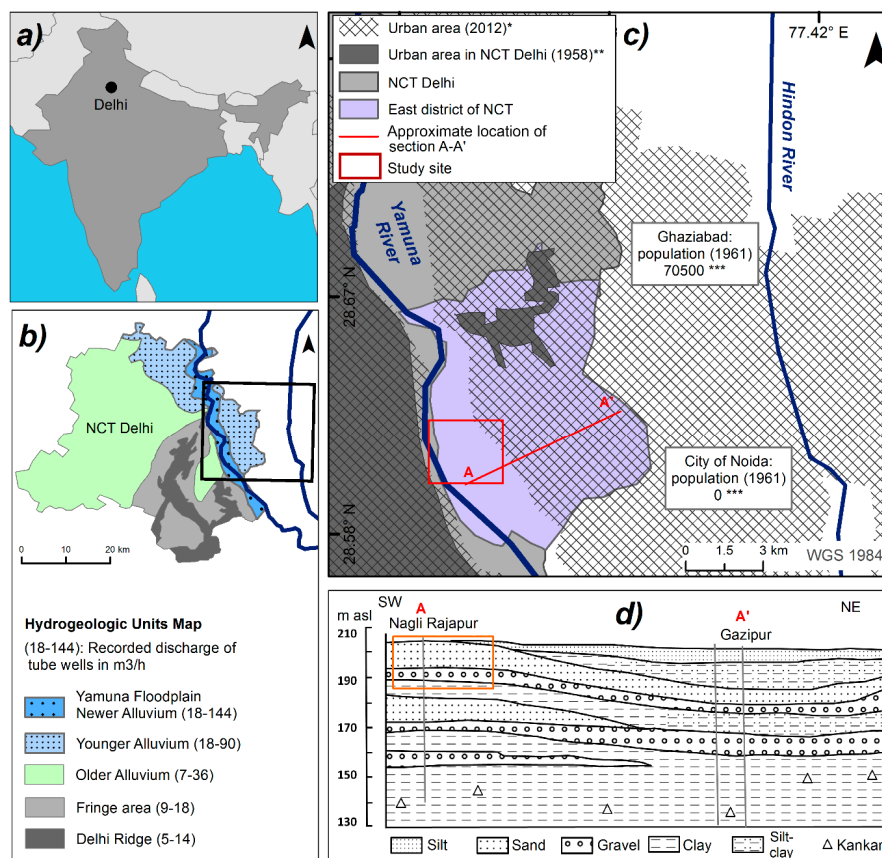 a)
Delhi
b)
NCT Delhi
0 10 20 km
Hydrogeologic Units Map
(18-144): Recorded discharge of
tube wells in m3/h
Yamuna Floodplain
Newer Alluvium (18-144)
Younger Alluvium (18-90)
Older Alluvium (7-36)
Fringe area (9-18)
Delhi Ridge (5-14)
Urban area (2012)*
Urban area in NCT Delhi (1958)**
NCT Delhi
East district of NCT
Approximate location of
section A-A'
Study site
c)
77.42° E
Hindon River
Yamuna
River
28.67° N
28.58° N
Ghaziabad:
population (1961)
70500 ***
A'
A
City of Noida:
population (1961)
0 ***
0 1.5 3 km
WGS 1984
d)
SW
NE
m asl
A
A'
Nagli Rajapur
Gazipur
210
190
170
150
130
Silt
Sand
Gravel
Clay
Silt-
clay
Kankar